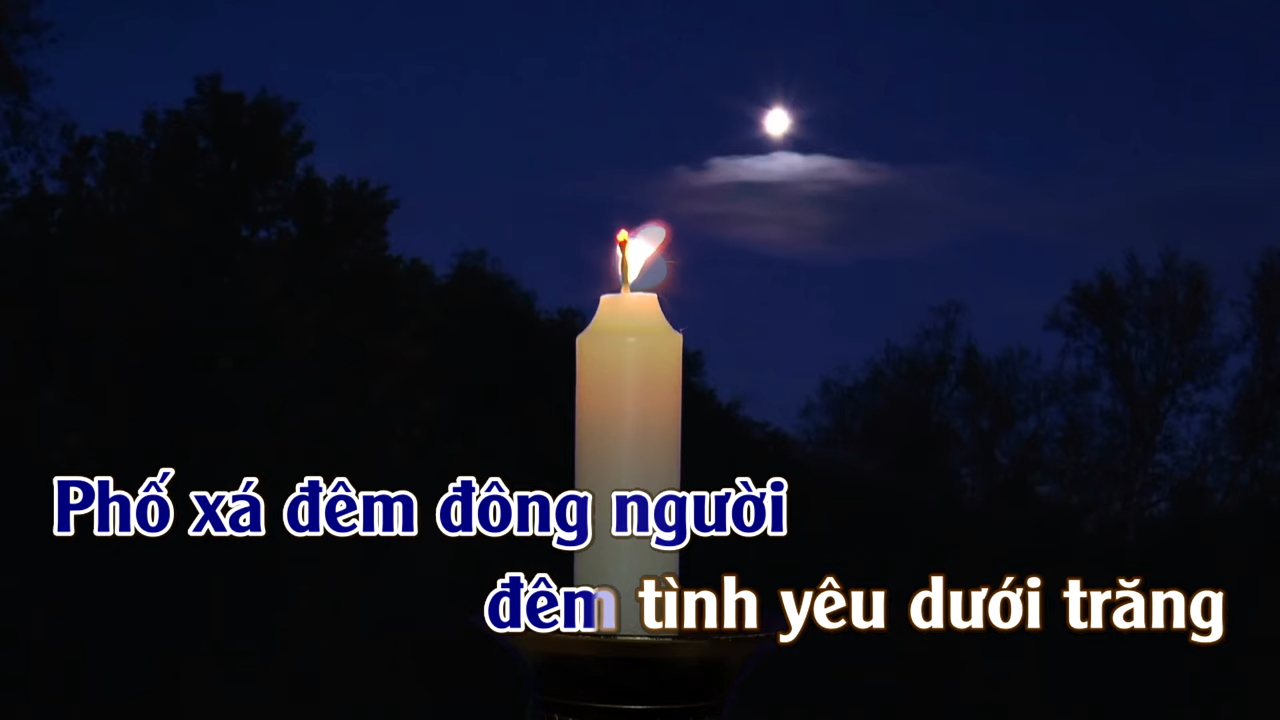 Phố xá đêm đông người
đêm tình yêu dưới trăng